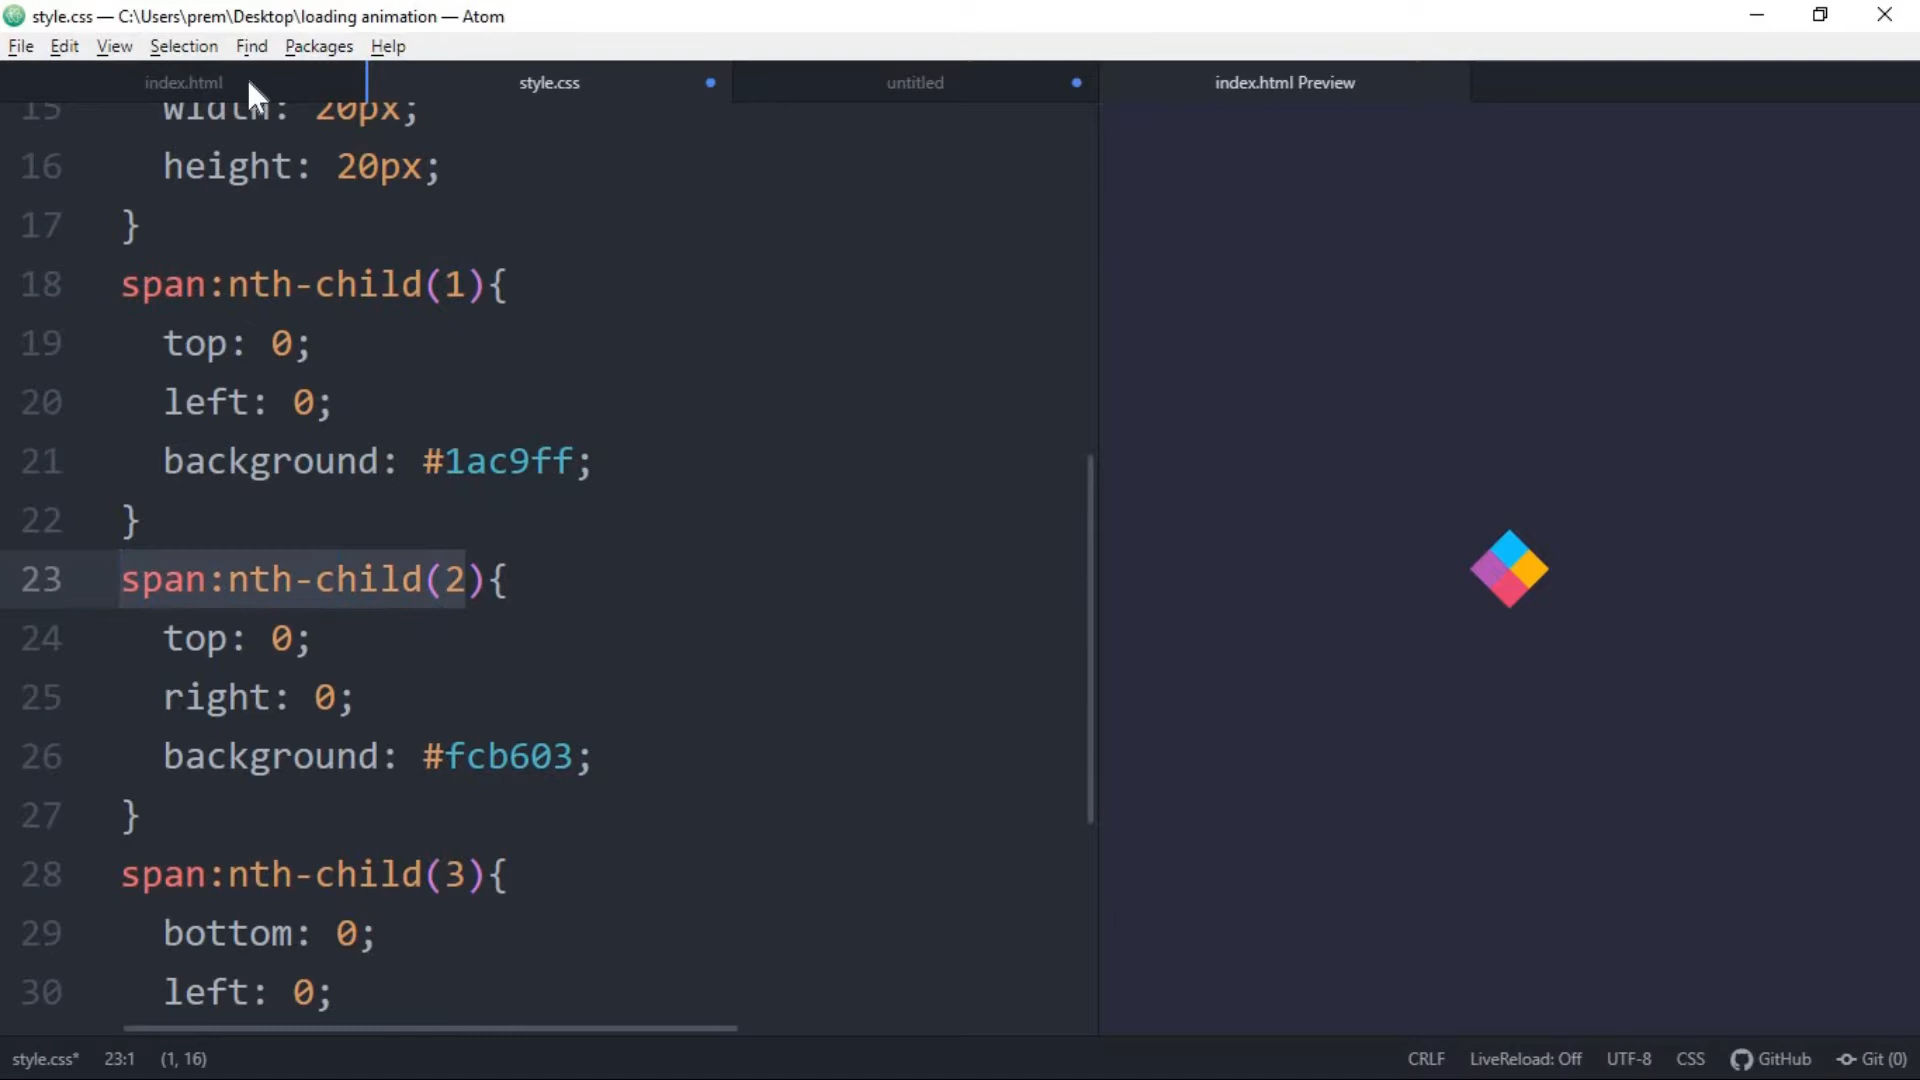 style.css — C:\Users\prem\Desktop\loading animation — Atom
File Edit View Selection Find Packages Help
index.html style.css untitled index.html Preview
15 width: 20px;
16 height: 20px;
17 }
18 span:nth-child(1){
19 top: 0;
20 left: 0;
21 background: #1ac9ff;
22 }
23 span:nth-child(2){
24 top: 0;
25 right: 0;
26 background: #fcb603;
27 }
28 span:nth-child(3){
29 bottom: 0;
30 left: 0;
style.css* 23:1 (1, 16) CRLF LiveReload: Off UTF-8 CSS GitHub Git (0)